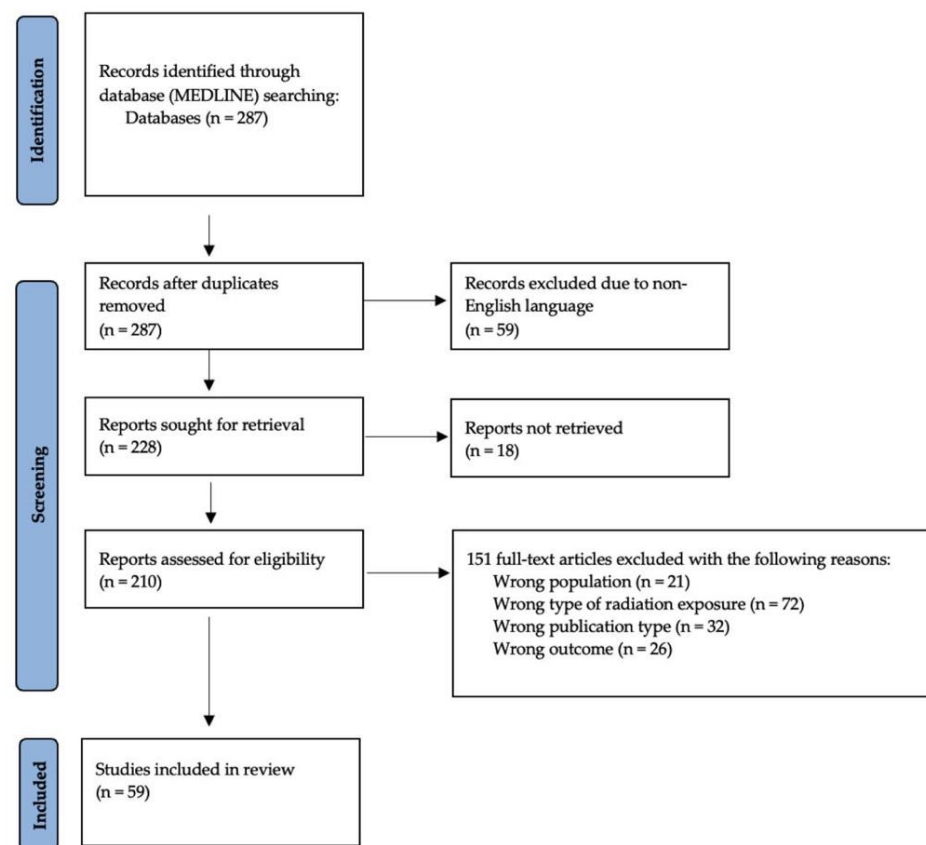 Identification
Records identified through
database (MEDLINE) searching:
Databases (n = 287)
Screening
Records after duplicates
removed
(n = 287)
Records excluded due to non-
English language
(n = 59)
Reports sought for retrieval
(n = 228)
Reports not retrieved
(n = 18)
Reports assessed for eligibility
(n = 210)
151 full-text articles excluded with the following reasons:
Wrong population (n = 21)
Wrong type of radiation exposure (n = 72)
Wrong publication type (n = 32)
Wrong outcome (n = 26)
Included
Studies included in review
(n = 59)